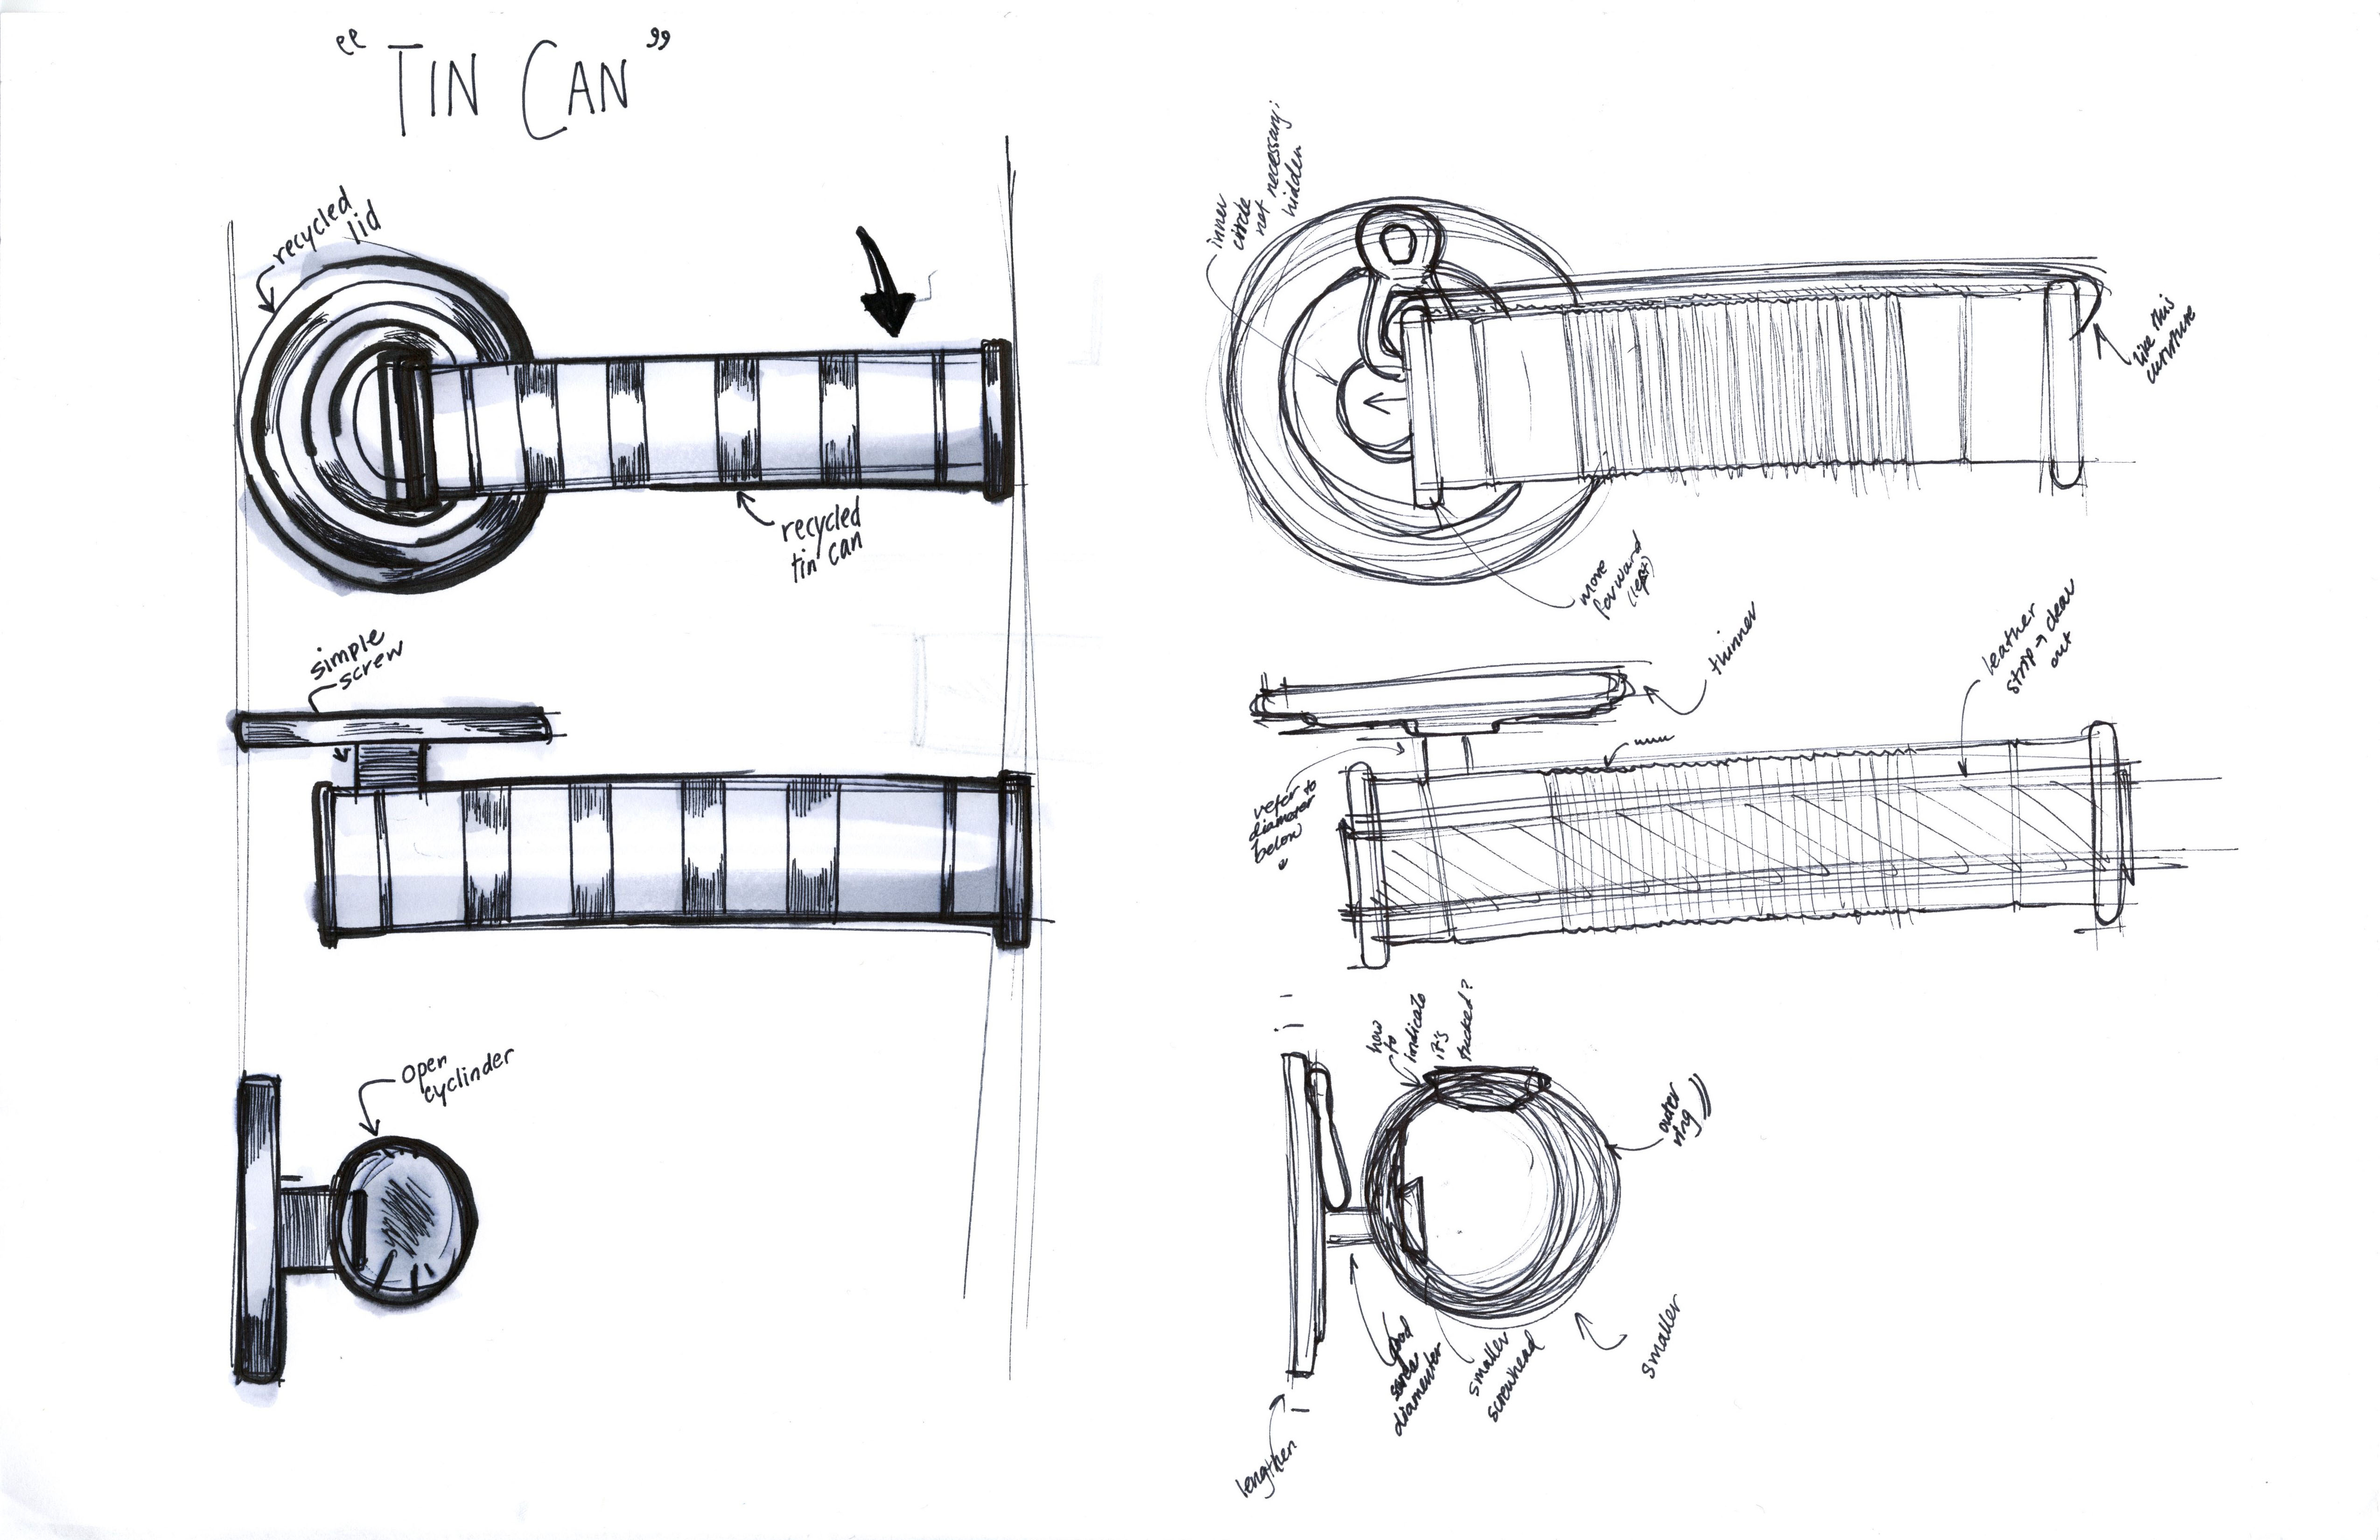 “TIN CAN”
recycled
lid
recycled
tin can
simple
screw
open
cyclinder
inner
circle
not necessary;
hidden
like this
curvature
move
forward
(left)
thinner
leather
strip → clean
out
refer to
diameter
below
how
to
indicate
it's
tucked?
outer
ring
good
screw
diameter
smaller
screwhead
smaller
lengthen